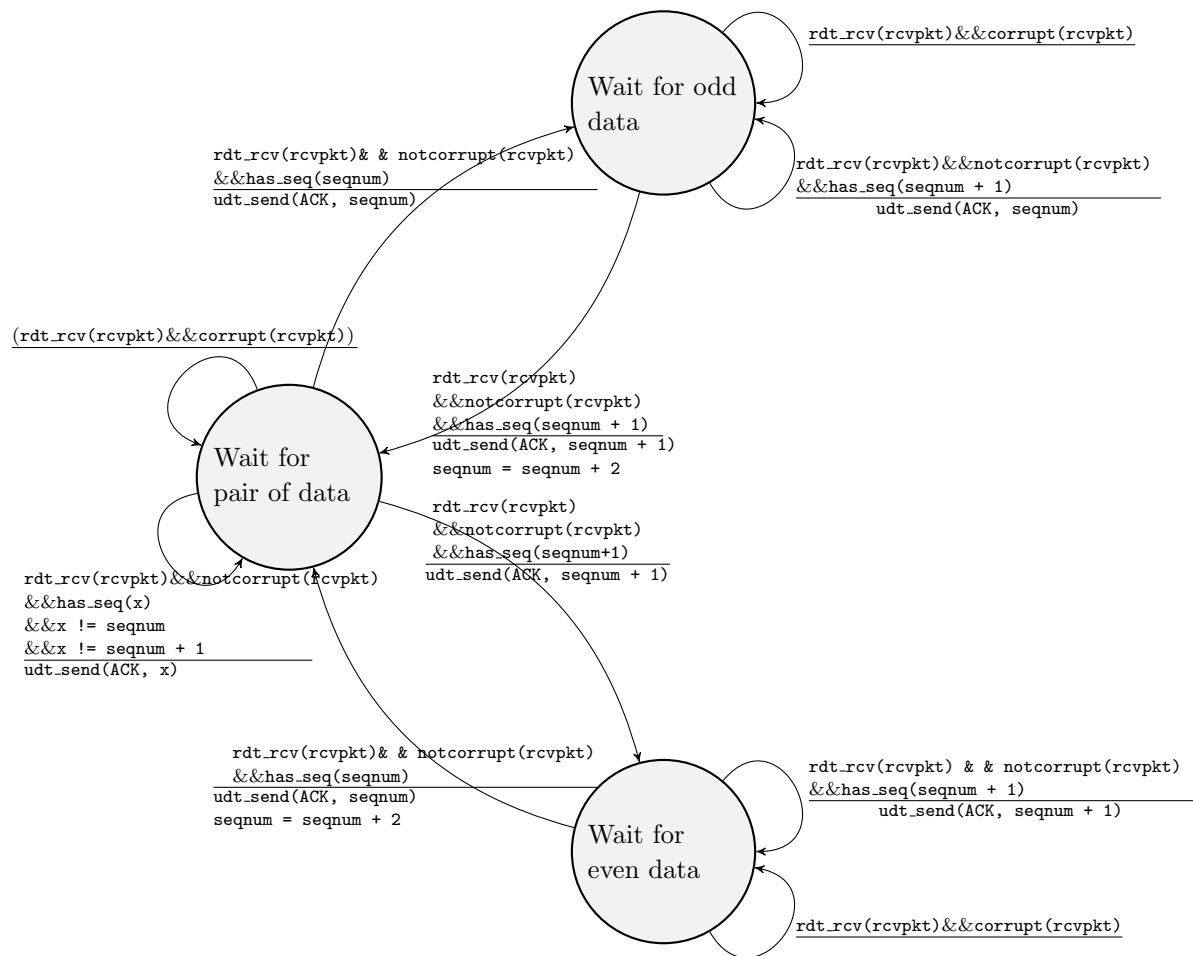 rdt_rcv(rcvpkt)&&corrupt(rcvpkt)
Wait for odd
data
rdt_rcv(rcvpkt)& & notcorrupt(rcvpkt)
&&has_seq(seqnum)
udt_send(ACK, seqnum)
rdt_rcv(rcvpkt)&&notcorrupt(rcvpkt)
&&has_seq(seqnum + 1)
udt_send(ACK, seqnum)
(rdt_rcv(rcvpkt)&&corrupt(rcvpkt))
rdt_rcv(rcvpkt)
&&notcorrupt(rcvpkt)
&&has_seq(seqnum + 1)
udt_send(ACK, seqnum + 1)
seqnum = seqnum + 2
Wait for
pair of data
rdt_rcv(rcvpkt)
&&notcorrupt(rcvpkt)
&&has_seq(seqnum+1)
udt_send(ACK, seqnum + 1)
rdt_rcv(rcvpkt)&&notcorrupt(rcvpkt)
&&has_seq(x)
&&x != seqnum
&&x != seqnum + 1
udt_send(ACK, x)
rdt_rcv(rcvpkt)& & notcorrupt(rcvpkt)
&&has_seq(seqnum)
udt_send(ACK, seqnum)
seqnum = seqnum + 2
rdt_rcv(rcvpkt) & & notcorrupt(rcvpkt)
&&has_seq(seqnum + 1)
udt_send(ACK, seqnum + 1)
Wait for
even data
rdt_rcv(rcvpkt)&&corrupt(rcvpkt)